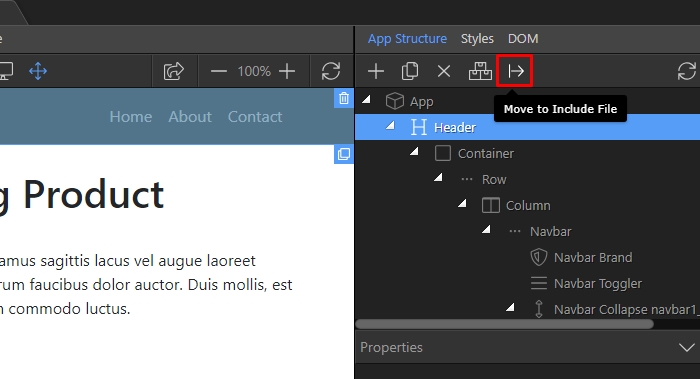 App Structure Styles DOM
100%
Move to Include File
Home About Contact
App
Header
Container
Row
Column
Navbar
Navbar Brand
Navbar Toggler
Navbar Collapse navbar1_
Properties
Product
vel augue laoreet
sagittis lacus
faucibus dolor auctor. Duis mollis, est
commodo luctus.